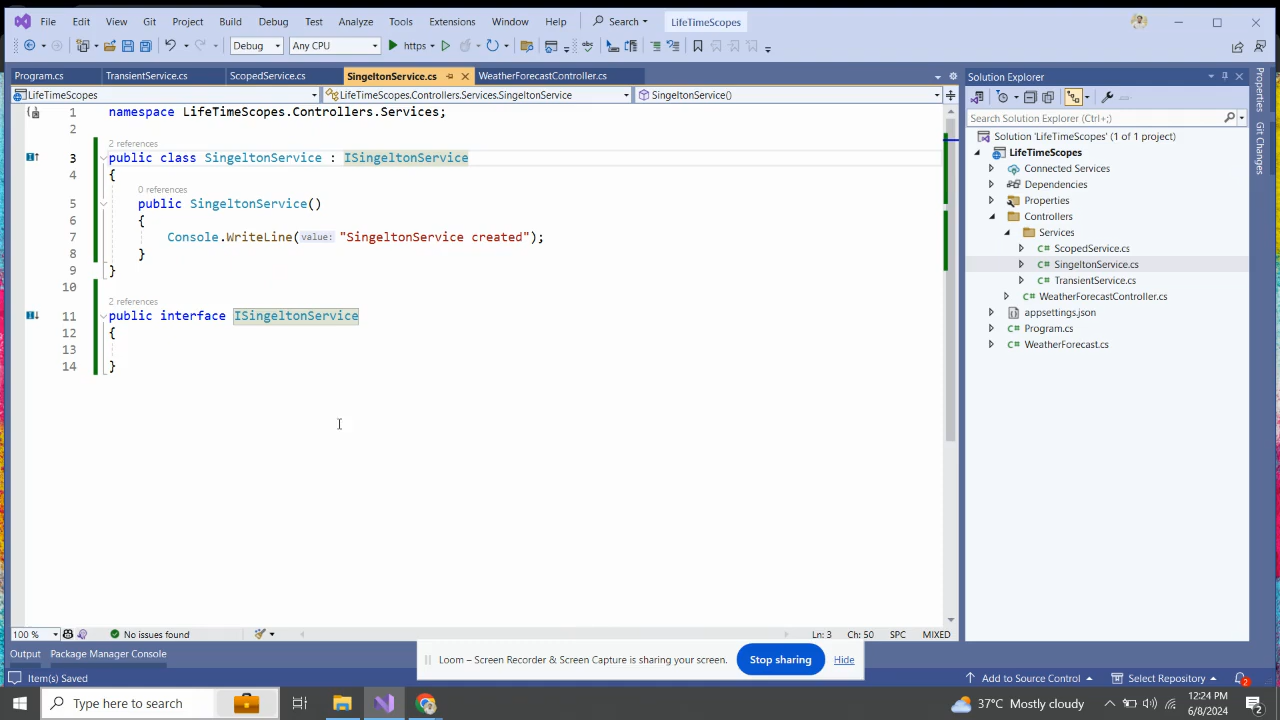 File Edit View Git Project Build Debug Test Analyze Tools Extensions Window Help Search LifeTimeScopes
Debug Any CPU https
Program.cs TransientService.cs ScopedService.cs SingeltonService.cs WeatherForecastController.cs
LifeTimeScopes LifeTimeScopes.Controllers.Services.SingeltonService SingeltonService()
1 namespace LifeTimeScopes.Controllers.Services;
2
2 references
3 public class SingeltonService : ISingeltonService
4 {
0 references
5 public SingeltonService()
6 {
7 Console.WriteLine(value: "SingeltonService created");
8 }
9 }
10
2 references
11 public interface ISingeltonService
12 {
13
14 }
100 % No issues found Ln: 3 Ch: 50 SPC MIXED
Output Package Manager Console
Solution Explorer
Search Solution Explorer (Ctrl+;)
Solution 'LifeTimeScopes' (1 of 1 project)
LifeTimeScopes
Connected Services
Dependencies
Properties
Controllers
Services
ScopedService.cs
SingeltonService.cs
TransientService.cs
WeatherForecastController.cs
appsettings.json
Program.cs
WeatherForecast.cs
Properties
Git Changes
Loom – Screen Recorder & Screen Capture is sharing your screen. Stop sharing Hide
Item(s) Saved Add to Source Control Select Repository 2
Type here to search 37°C Mostly cloudy 12:24 PM
6/8/2024 2